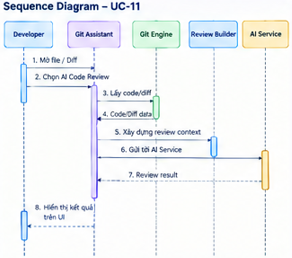 Sequence Diagram – UC-11
Developer
Git Assistant
Git Engine
Review Builder
AI Service
1. Mở file / Diff
2. Chọn AI Code Review
3. Lấy code/diff
4. Code/Diff data
5. Xây dựng review context
6. Gửi tới AI Service
7. Review result
8. Hiển thị kết quả
trên UI